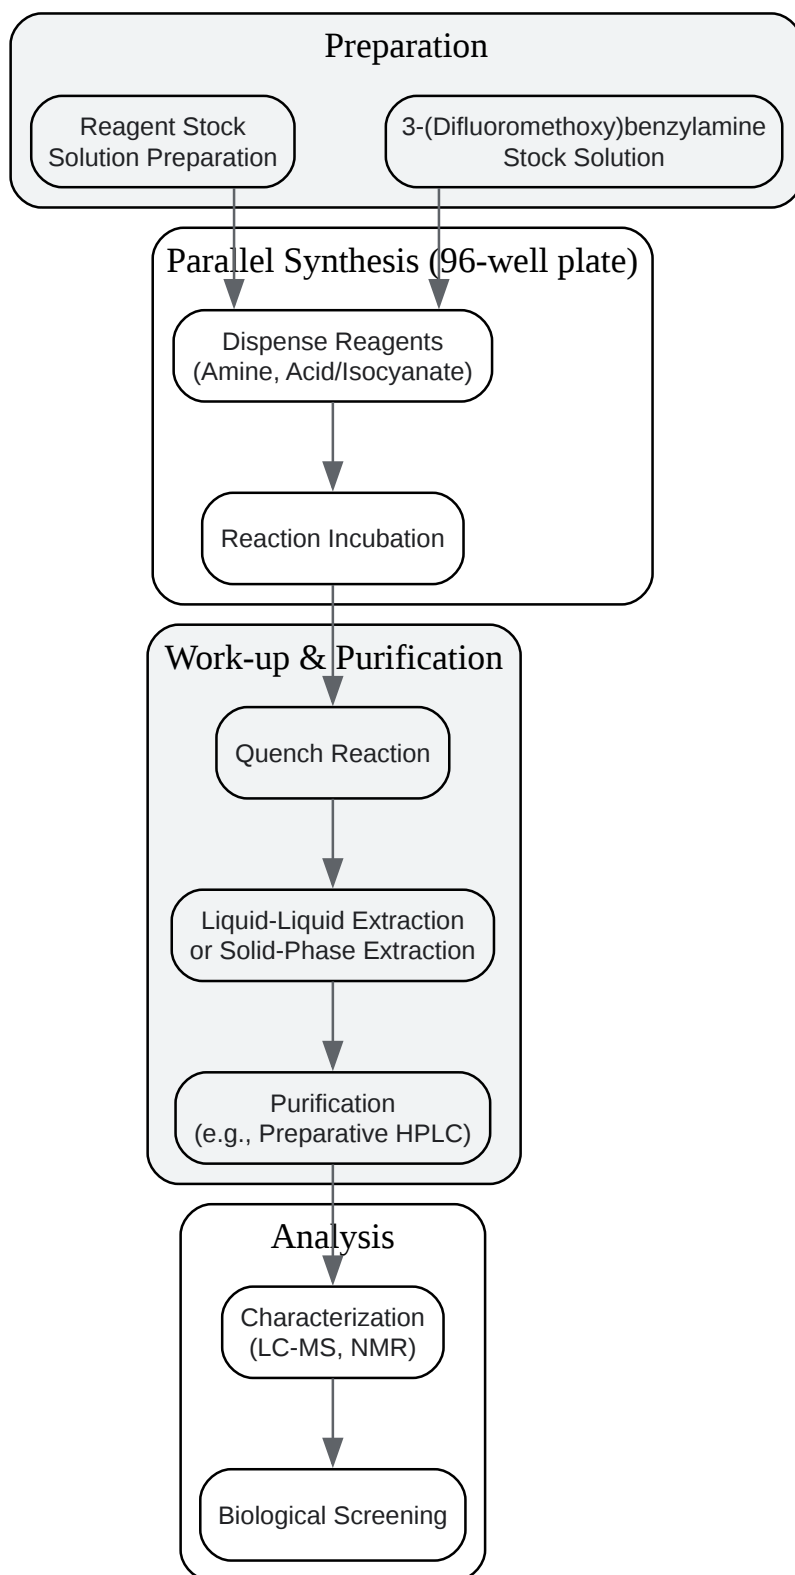 Preparation
Reagent Stock
Solution Preparation
3-(Difluoromethoxy)benzylamine
Stock Solution
Parallel Synthesis (96-well plate)
Dispense Reagents
(Amine, Acid/Isocyanate)
Reaction Incubation
Work-up & Purification
Quench Reaction
Liquid-Liquid Extraction
or Solid-Phase Extraction
Purification
(e.g., Preparative HPLC)
Analysis
Characterization
(LC-MS, NMR)
Biological Screening